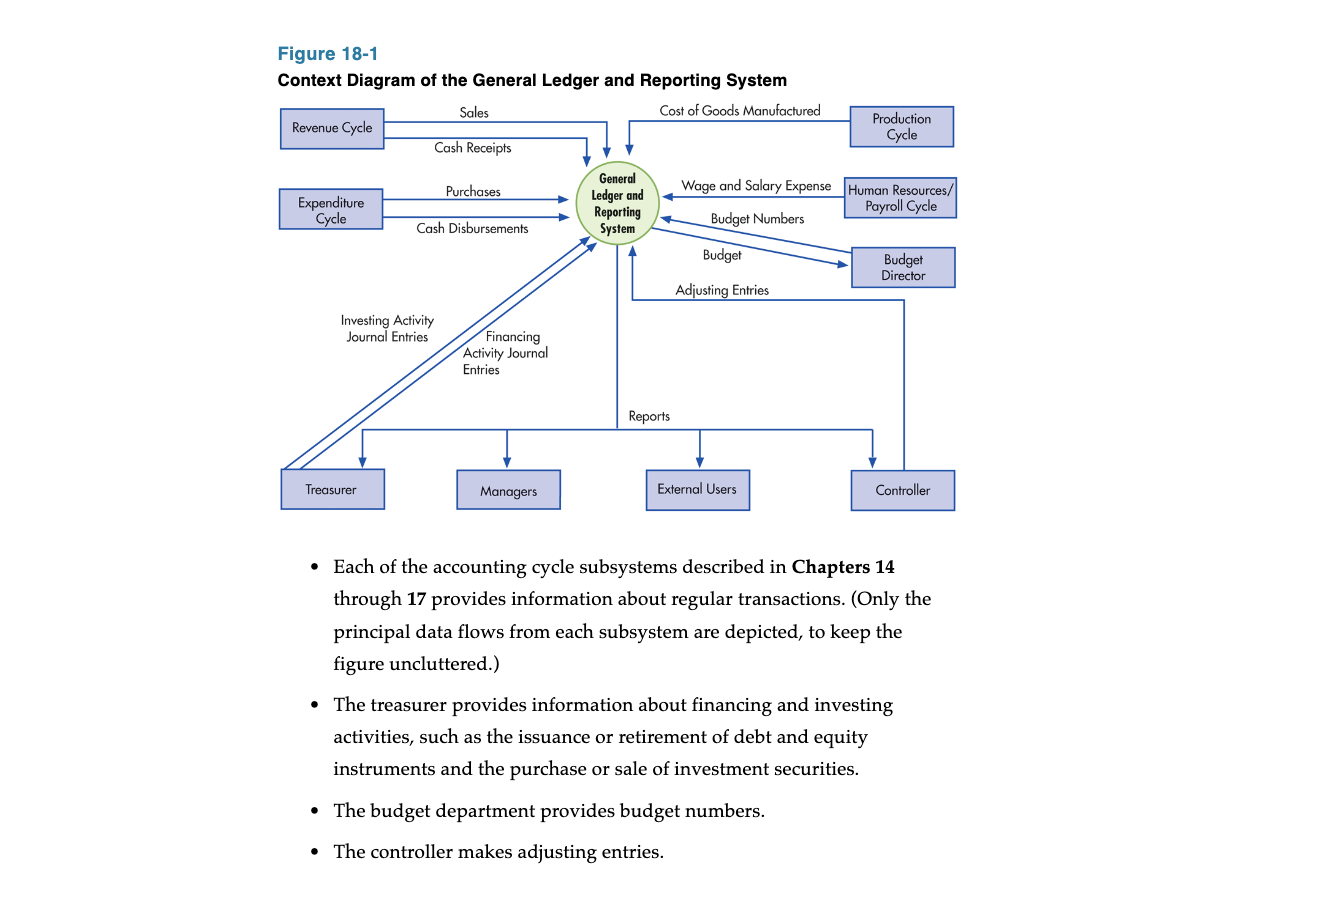 Figure 18-1
Context Diagram of the General Ledger and Reporting System
Sales
Cost of Goods Manufactured
Revenue Cycle
Production
Cycle
Cash Receipts
General
Ledger and
Reporting
System
Purchases
Wage and Salary Expense
Human Resources/
Payroll Cycle
Expenditure
Cycle
Budget Numbers
Cash Disbursements
Budget
Budget
Director
Adjusting Entries
Investing Activity
Journal Entries
Financing
Activity Journal
Entries
Reports
Treasurer
Managers
External Users
Controller
• Each of the accounting cycle subsystems described in Chapters 14
through 17 provides information about regular transactions. (Only the
principal data flows from each subsystem are depicted, to keep the
figure uncluttered.)
• The treasurer provides information about financing and investing
activities, such as the issuance or retirement of debt and equity
instruments and the purchase or sale of investment securities.
• The budget department provides budget numbers.
• The controller makes adjusting entries.